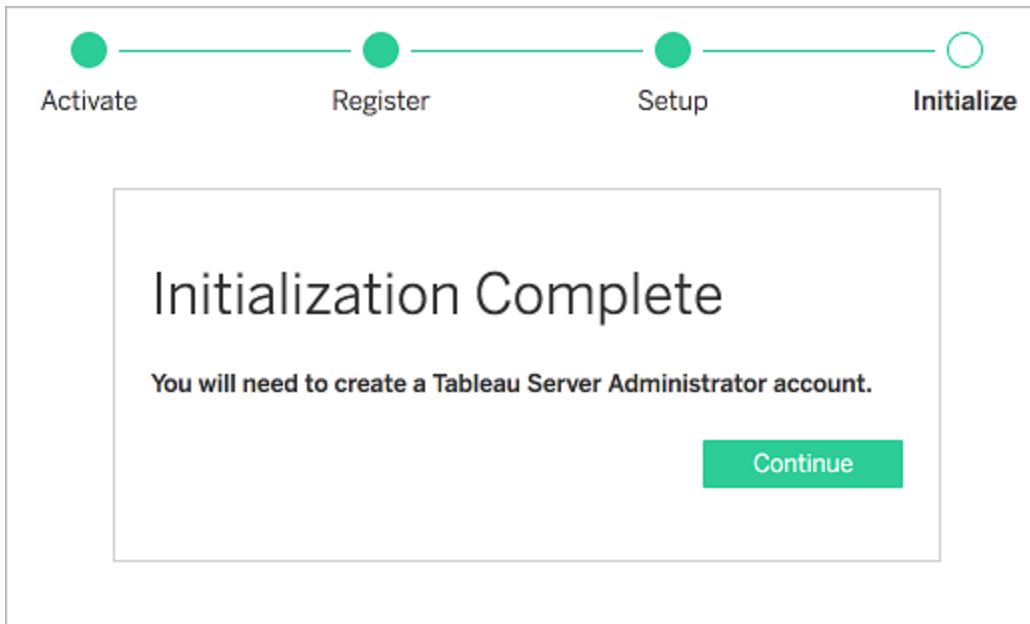 Activate
Register
Setup
Initialize
Initialization Complete
You will need to create a Tableau Server Administrator account.
Continue